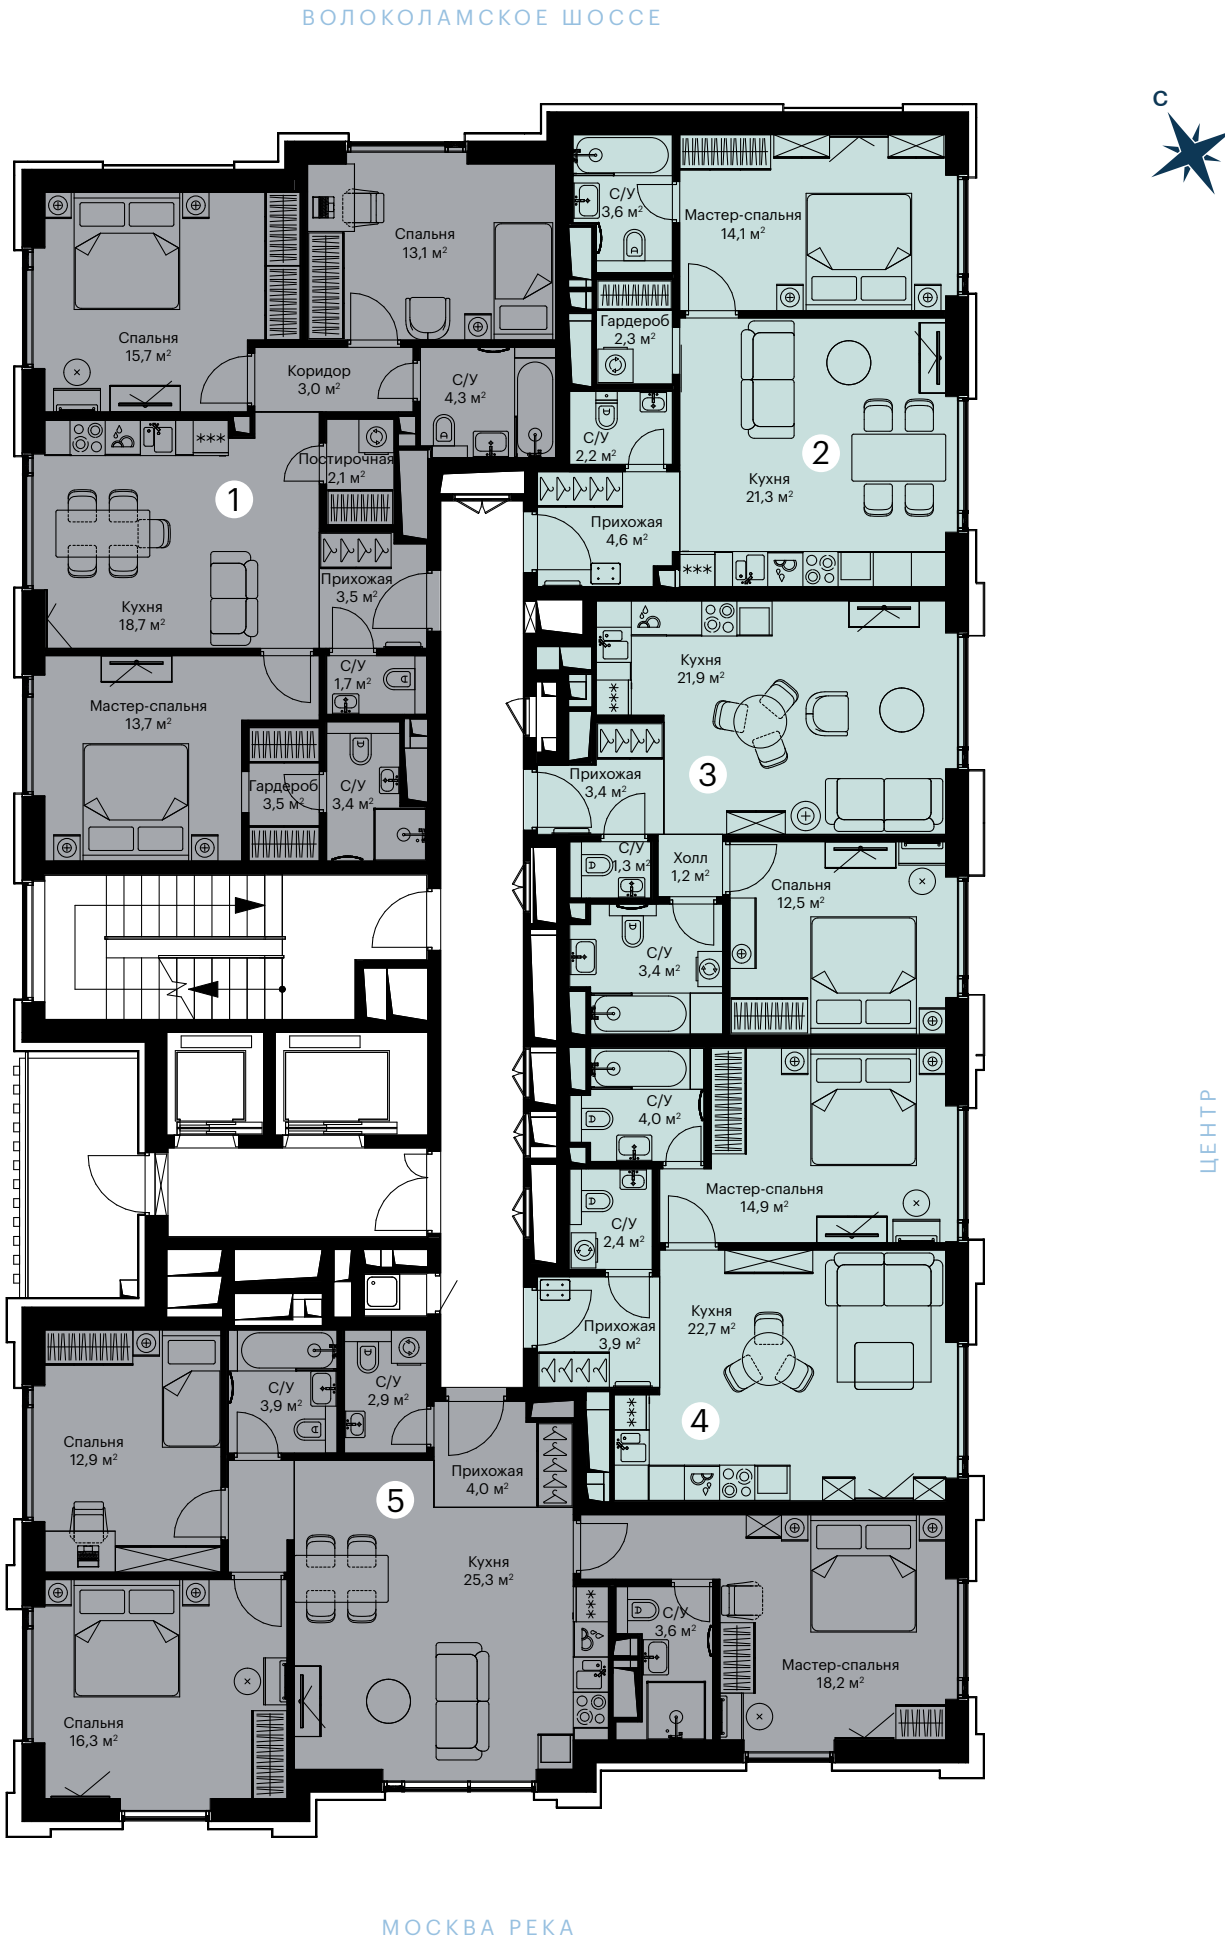 ВОЛОКОЛАМСКОЕ ШОССЕ
С
С/У
3,6 м²
Мастер-спальня
14,1 м²
Спальня
13,1 м²
Спальня
15,7 м²
Гардероб
2,3 м²
Коридор
3,0 м²
С/У
4,3 м²
С/У
2,2 м²
2
Кухня
21,3 м²
Постирочная
2,1 м²
1
***
Прихожая
4,6 м²
***
Прихожая
3,5 м²
Кухня
18,7 м²
С/У
1,7 м²
Кухня
21,9 м²
***
Мастер-спальня
13,7 м²
3
Прихожая
3,4 м²
Гардероб
3,5 м²
С/У
3,4 м²
С/У
1,3 м²
Холл
1,2 м²
Спальня
12,5 м²
С/У
3,4 м²
С/У
4,0 м²
ЦЕНТР
Мастер-спальня
14,9 м²
С/У
2,4 м²
Прихожая
3,9 м²
Кухня
22,7 м²
С/У
3,9 м²
С/У
2,9 м²
***
4
Спальня
12,9 м²
Прихожая
4,0 м²
5
Кухня
25,3 м²
***
С/У
3,6 м²
Мастер-спальня
18,2 м²
Спальня
16,3 м²
МОСКВА РЕКА